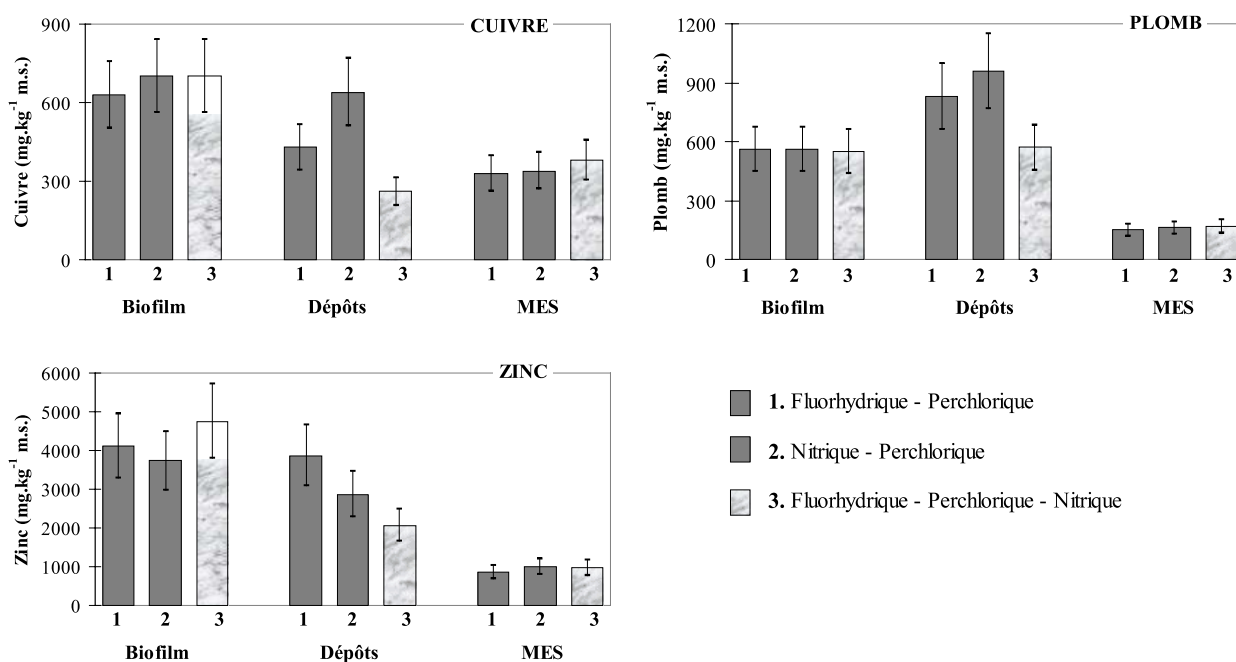 CUIVRE
Cuivre (mg.kg⁻¹ m.s.)
900
600
300
0
1 2 3 1 2 3 1 2 3
Biofilm Dépôts MES
PLOMB
Plomb (mg.kg⁻¹ m.s.)
1200
900
600
300
0
1 2 3 1 2 3 1 2 3
Biofilm Dépôts MES
ZINC
Zinc (mg.kg⁻¹ m.s.)
6000
5000
4000
3000
2000
1000
0
1 2 3 1 2 3 1 2 3
Biofilm Dépôts MES
1. Fluorhydrique - Perchlorique
2. Nitrique - Perchlorique
3. Fluorhydrique - Perchlorique - Nitrique